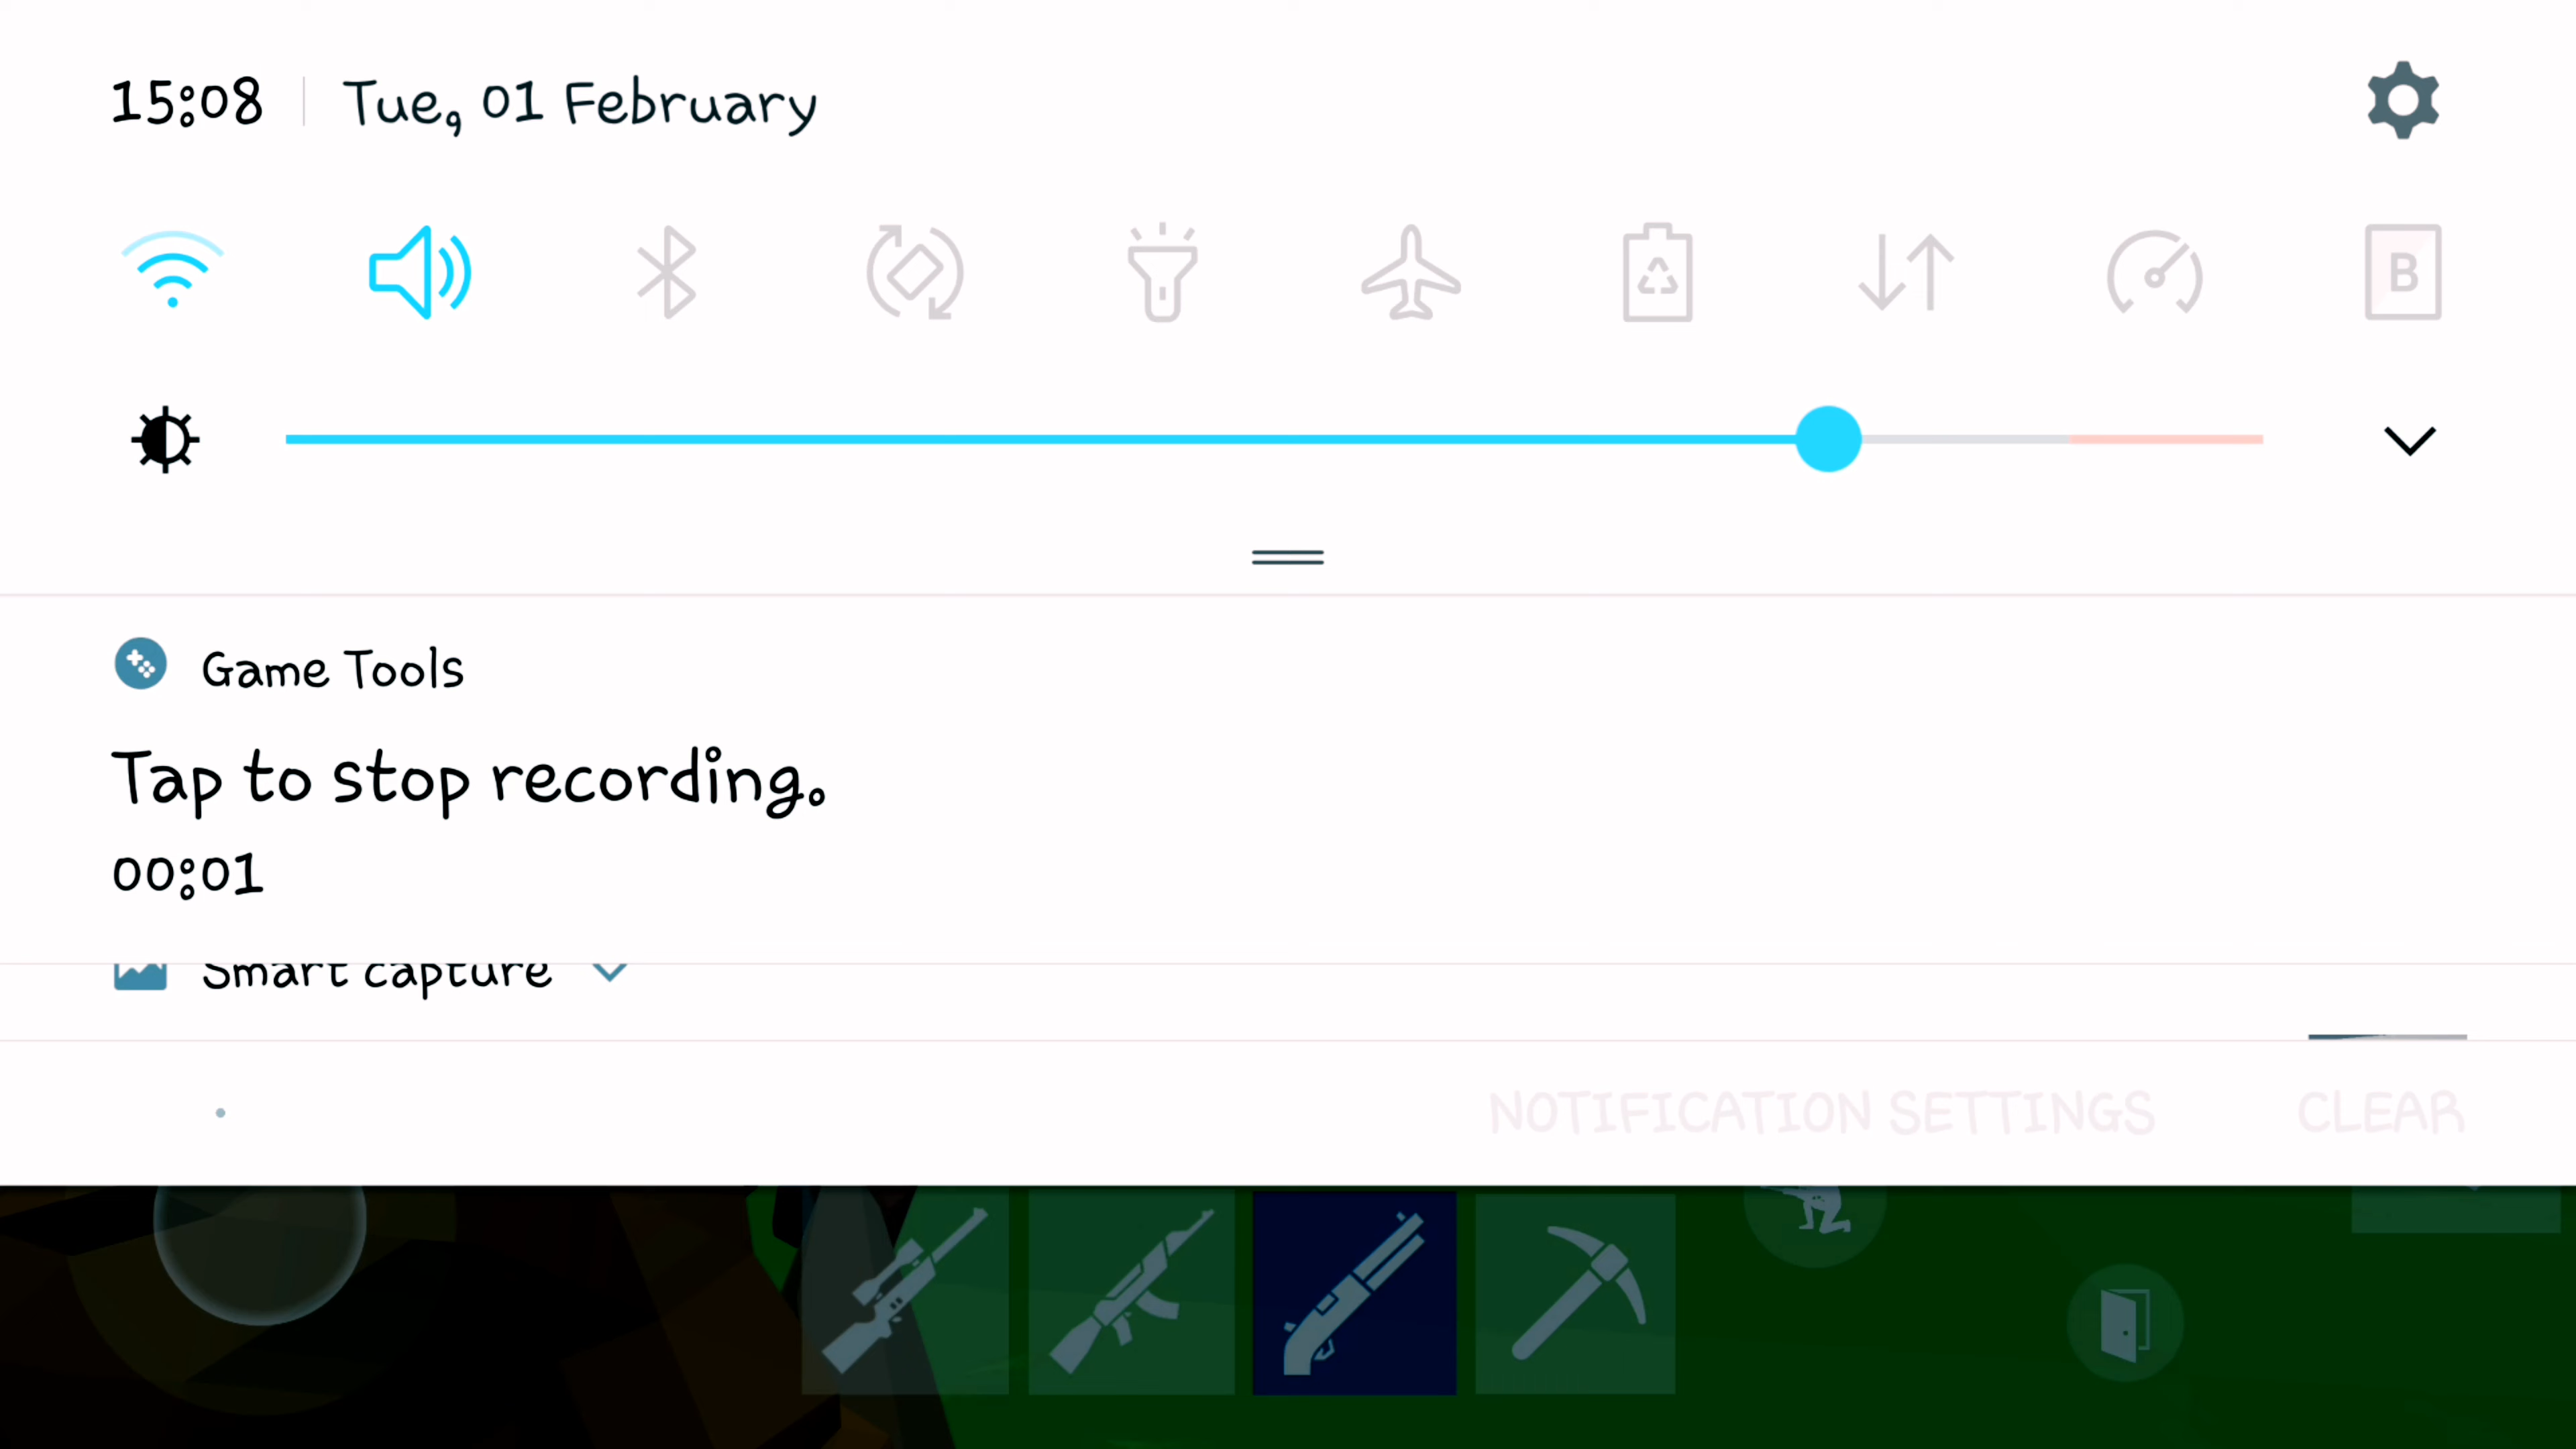 15:08 Tue, 01 February
B
Game Tools
Tap to stop recording.
00:01
Smart capture
NOTIFICATION SETTINGS CLEAR